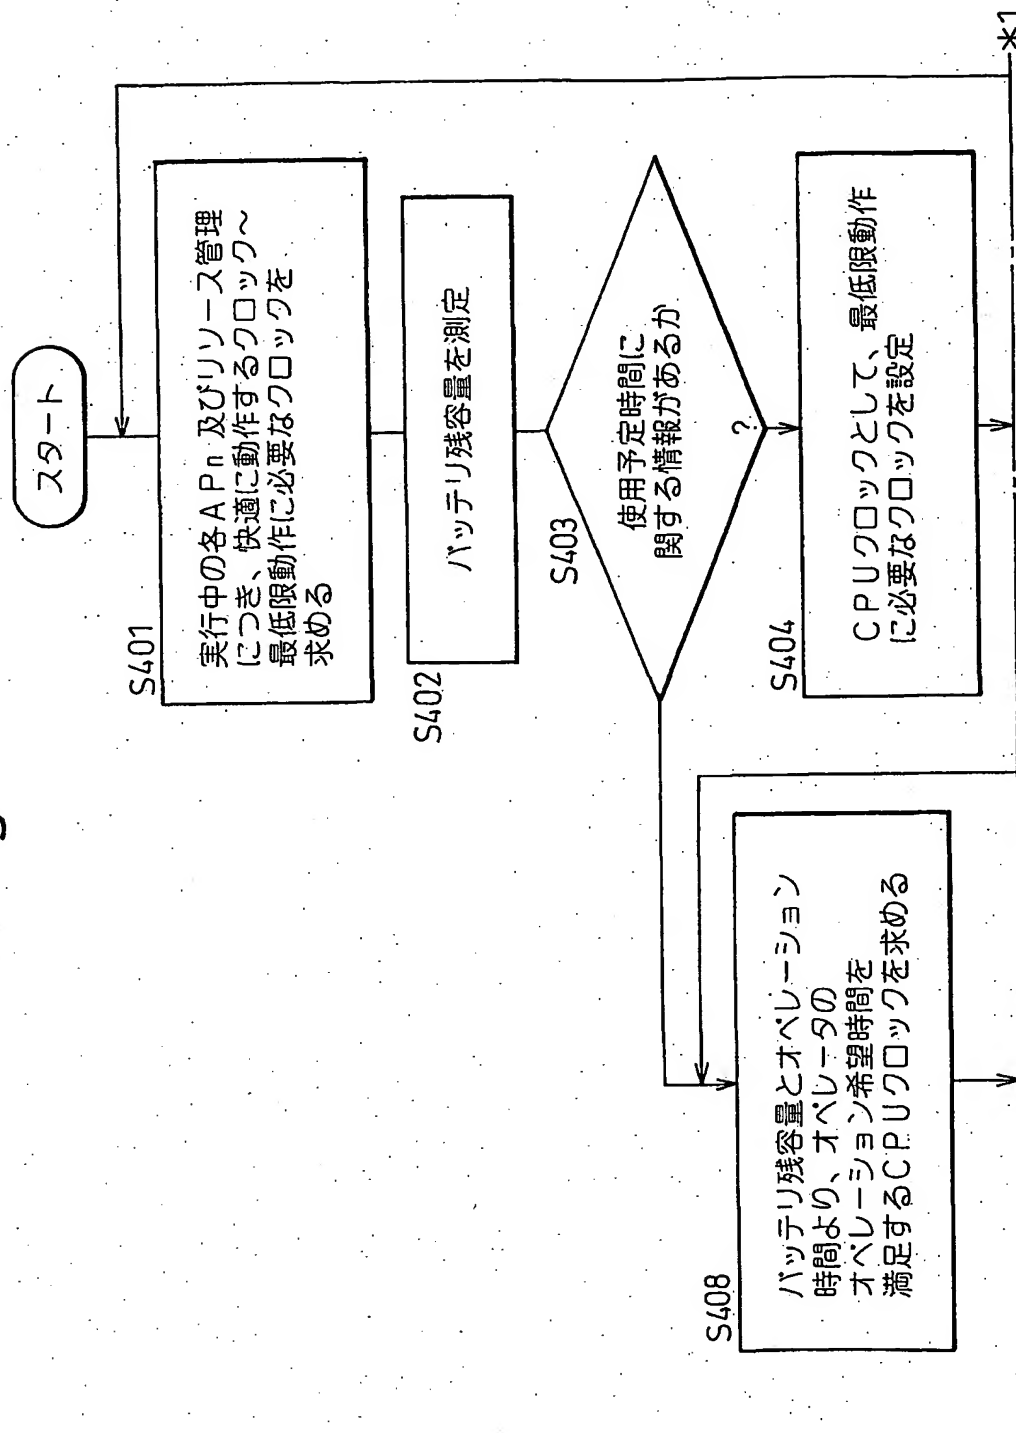 スタート
S401
実行中の各APn及びリソース管理
につき、快適に動作するクロック~
最低限動作に必要なクロックを
求める
S402
バッテリ残容量を測定
S403
使用予定時間に
関する情報があるか
?
S404
CPUクロックとして、最低限動作
に必要なクロックを設定
S408
バッテリ残容量とオペレーション
時間より、オペレータの
オペレーション希望時間を
満足するCPUクロックを求める
*1